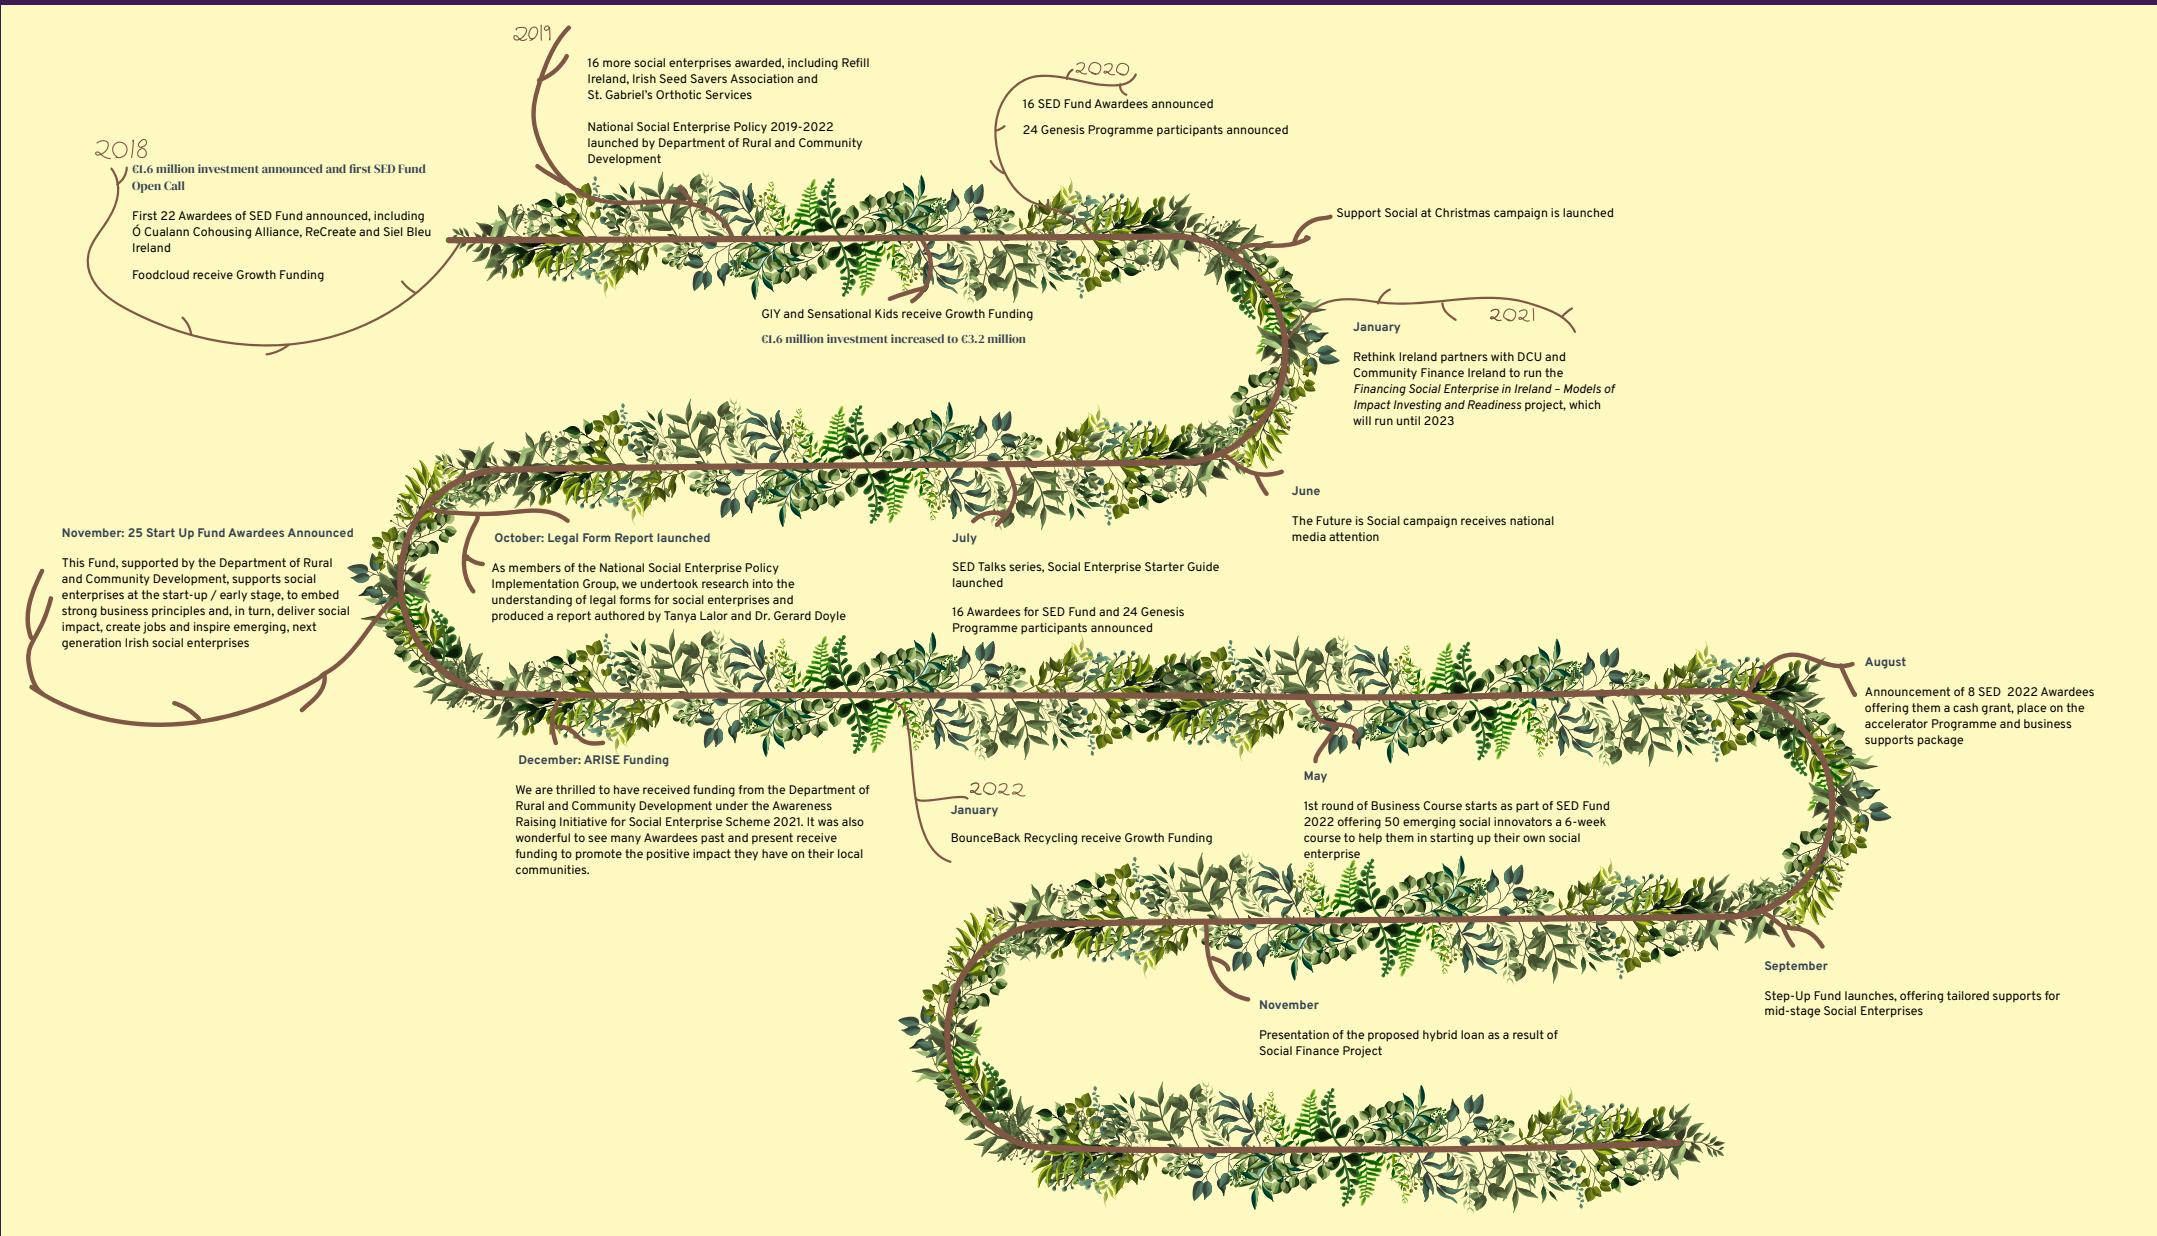 2018
€1.6 million investment announced and first SED Fund
Open Call
First 22 Awardees of SED Fund announced, including
Ó Cualann Cohousing Alliance, ReCreate and Siel Bleu
Ireland
Foodcloud receive Growth Funding
2019
16 more social enterprises awarded, including Refill
Ireland, Irish Seed Savers Association and
St. Gabriel's Orthotic Services
National Social Enterprise Policy 2019-2022
launched by Department of Rural and Community
Development
GIY and Sensational Kids receive Growth Funding
€1.6 million investment increased to €3.2 million
2020
16 SED Fund Awardees announced
24 Genesis Programme participants announced
Support Social at Christmas campaign is launched
2021
January
Rethink Ireland partners with DCU and
Community Finance Ireland to run the
Financing Social Enterprise in Ireland – Models of
Impact Investing and Readiness project, which
will run until 2023
June
The Future is Social campaign receives national
media attention
July
SED Talks series, Social Enterprise Starter Guide
launched
16 Awardees for SED Fund and 24 Genesis
Programme participants announced
October: Legal Form Report launched
As members of the National Social Enterprise Policy
Implementation Group, we undertook research into the
understanding of legal forms for social enterprises and
produced a report authored by Tanya Lalor and Dr. Gerard Doyle
November: 25 Start Up Fund Awardees Announced
This Fund, supported by the Department of Rural
and Community Development, supports social
enterprises at the start-up / early stage, to embed
strong business principles and, in turn, deliver social
impact, create jobs and inspire emerging, next
generation Irish social enterprises
December: ARISE Funding
We are thrilled to have received funding from the Department of
Rural and Community Development under the Awareness
Raising Initiative for Social Enterprise Scheme 2021. It was also
wonderful to see many Awardees past and present receive
funding to promote the positive impact they have on their local
communities.
2022
January
BounceBack Recycling receive Growth Funding
May
1st round of Business Course starts as part of SED Fund
2022 offering 50 emerging social innovators a 6-week
course to help them in starting up their own social
enterprise
August
Announcement of 8 SED 2022 Awardees
offering them a cash grant, place on the
accelerator Programme and business
supports package
September
Step-Up Fund launches, offering tailored supports for
mid-stage Social Enterprises
November
Presentation of the proposed hybrid loan as a result of
Social Finance Project